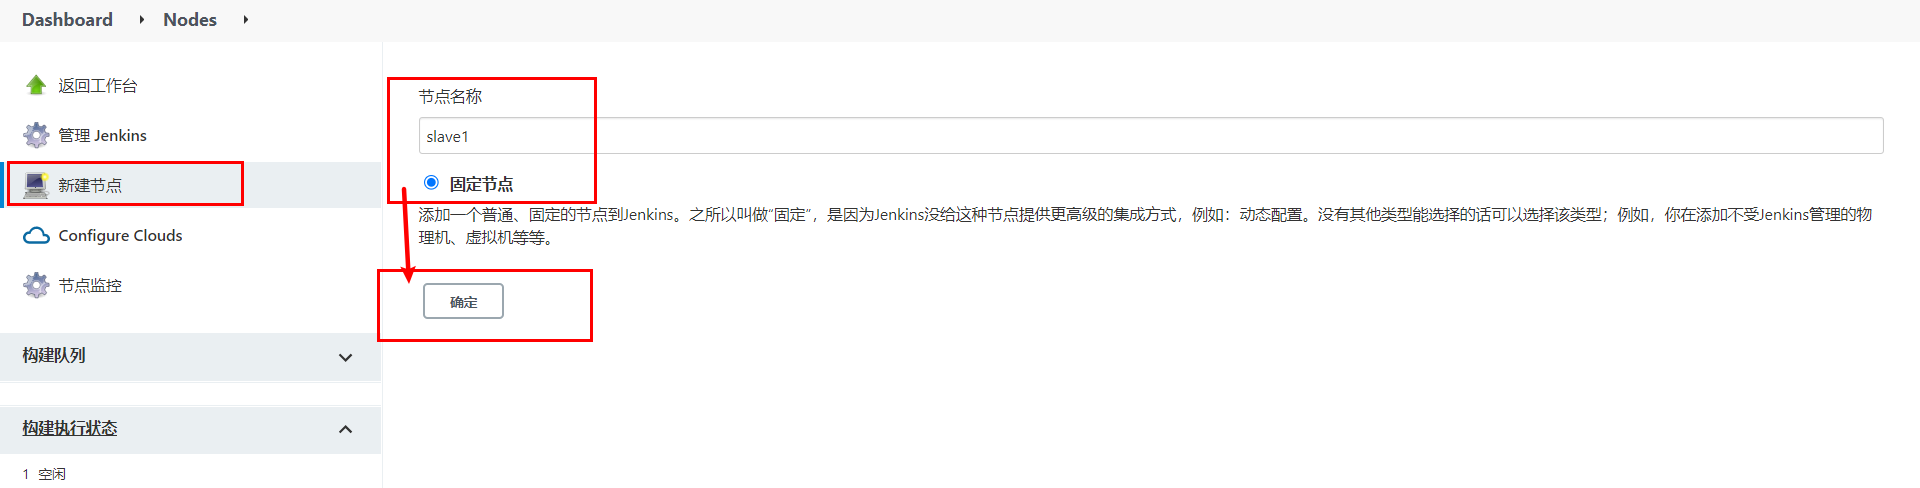 Dashboard
Nodes
返回工作台
管理 Jenkins
新建节点
Configure Clouds
节点监控
构建队列
构建执行状态
1 空闲
节点名称
slave1
固定节点
添加一个普通、固定的节点到Jenkins。之所以叫做“固定”，是因为Jenkins没给这种节点提供更高级的集成方式，例如：动态配置。没有其他类型能选择的话可以选择该类型；例如，你在添加不受Jenkins管理的物
理机、虚拟机等等。
确定